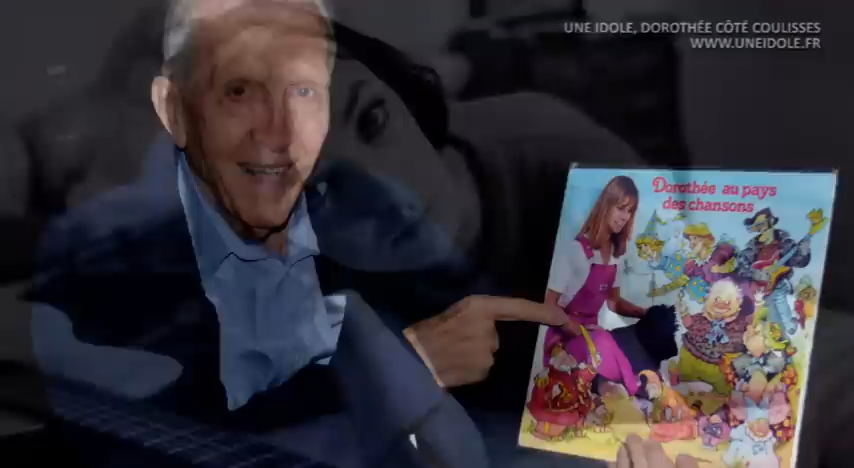 UNE IDOLE, DOROTHÉE CÔTÉ COULISSES
WWW.UNEIDOLE.FR
Dorothée au pays
des chansons